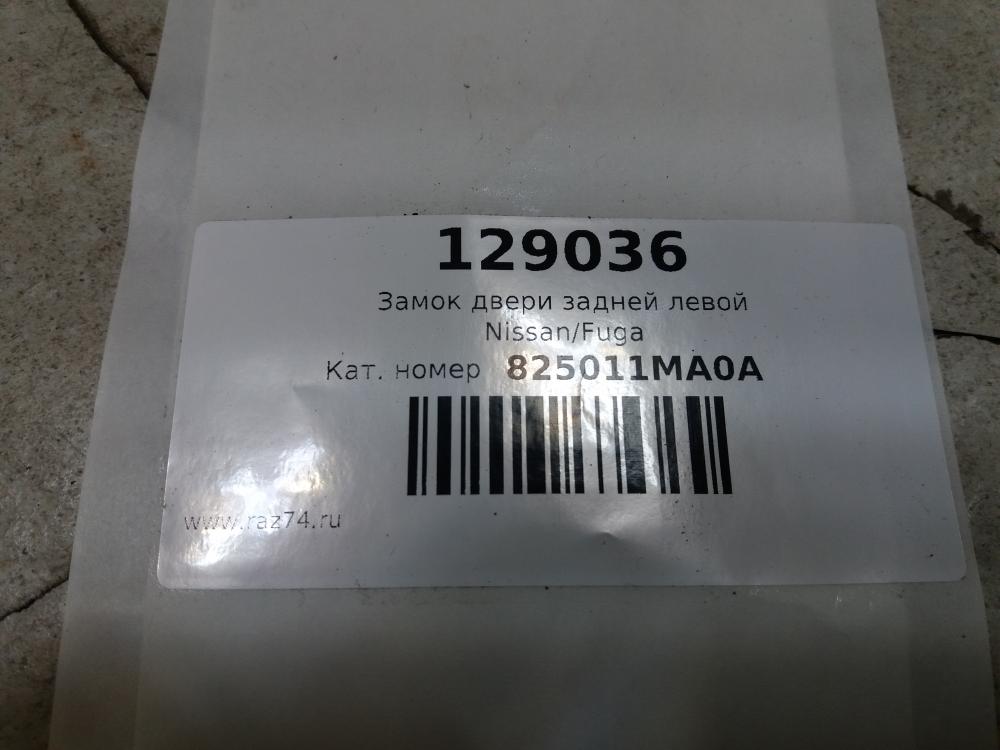 129036
Замок двери задней левой
Nissan/Fuga
Кат. номер 825011MA0A
www.raz74.ru